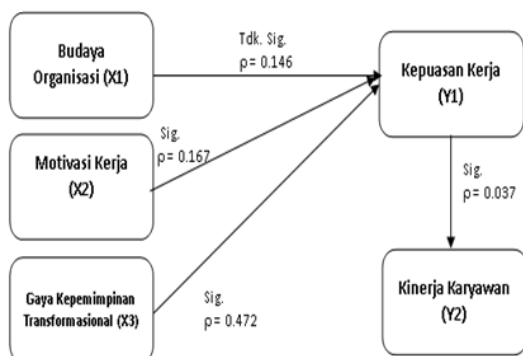 Budaya
Organisasi (X1)
Tdk. Sig.
ρ= 0.146
Kepuasan Kerja
(Y1)
Motivasi Kerja
(X2)
Sig.
ρ= 0.167
Sig.
ρ= 0.037
Gaya Kepemimpinan
Transformasional (X3)
Sig.
ρ= 0.472
Kinerja Karyawan
(Y2)